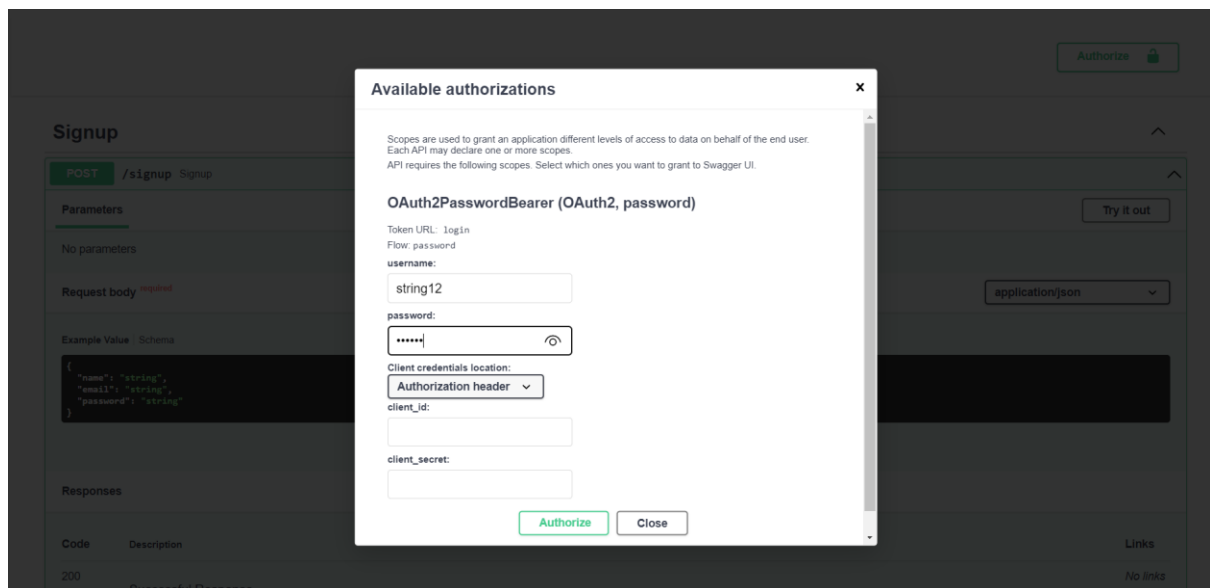 Authorize
Available authorizations
x
Scopes are used to grant an application different levels of access to data on behalf of the end user.
Each API may declare one or more scopes.
API requires the following scopes. Select which ones you want to grant to Swagger UI.
OAuth2PasswordBearer (OAuth2, password)
Token URL: login
Flow: password
username:
string12
password:
••••••
Client credentials location:
Authorization header
client_id:
client_secret:
Authorize
Close
Signup
POST /signup Signup
Parameters
Try it out
No parameters
Request body required
application/json
Example Value | Schema
{
"name": "string",
"email": "string",
"password": "string"
}
Responses
Code Description Links
200 Successful Response No links